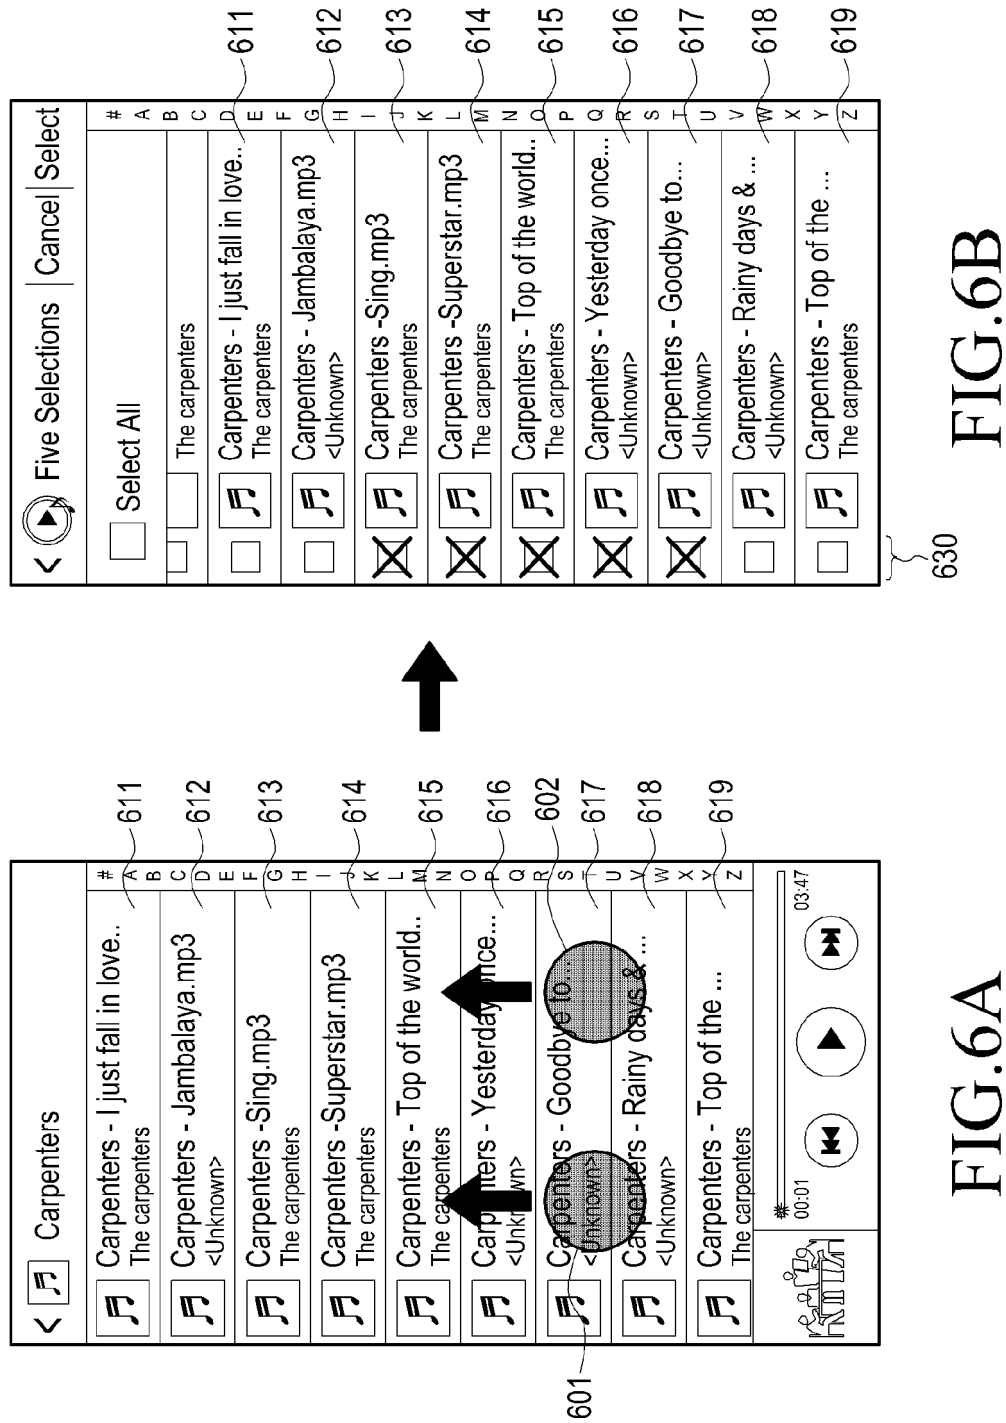 < Carpenters
Carpenters - I just fall in love..
The carpenters
Carpenters - Jambalaya.mp3
<Unknown>
Carpenters -Sing.mp3
The carpenters
Carpenters -Superstar.mp3
The carpenters
Carpenters - Top of the world..
The carpenters
Carpenters - Yesterday once...
<Unknown>
Carpenters - Goodbye to...
<Unknown>
Carpenters - Rainy days & ...
<Unknown>
Carpenters - Top of the ...
The carpenters
#
A
B
C
D
E
F
G
H
I
J
K
L
M
N
O
P
Q
R
S
T
U
V
W
X
Y
Z
00:01 03:47
611
612
613
614
615
616
602
617
618
619
601
FIG.6A
< Five Selections | Cancel | Select
Select All
The carpenters
Carpenters - I just fall in love..
The carpenters
Carpenters - Jambalaya.mp3
<Unknown>
Carpenters -Sing.mp3
The carpenters
Carpenters -Superstar.mp3
The carpenters
Carpenters - Top of the world..
The carpenters
Carpenters - Yesterday once...
<Unknown>
Carpenters - Goodbye to...
<Unknown>
Carpenters - Rainy days & ...
<Unknown>
Carpenters - Top of the ...
The carpenters
#
A
B
C
D
E
F
G
H
I
J
K
L
M
N
O
P
Q
R
S
T
U
V
W
X
Y
Z
611
612
613
614
615
616
617
618
619
630
FIG.6B